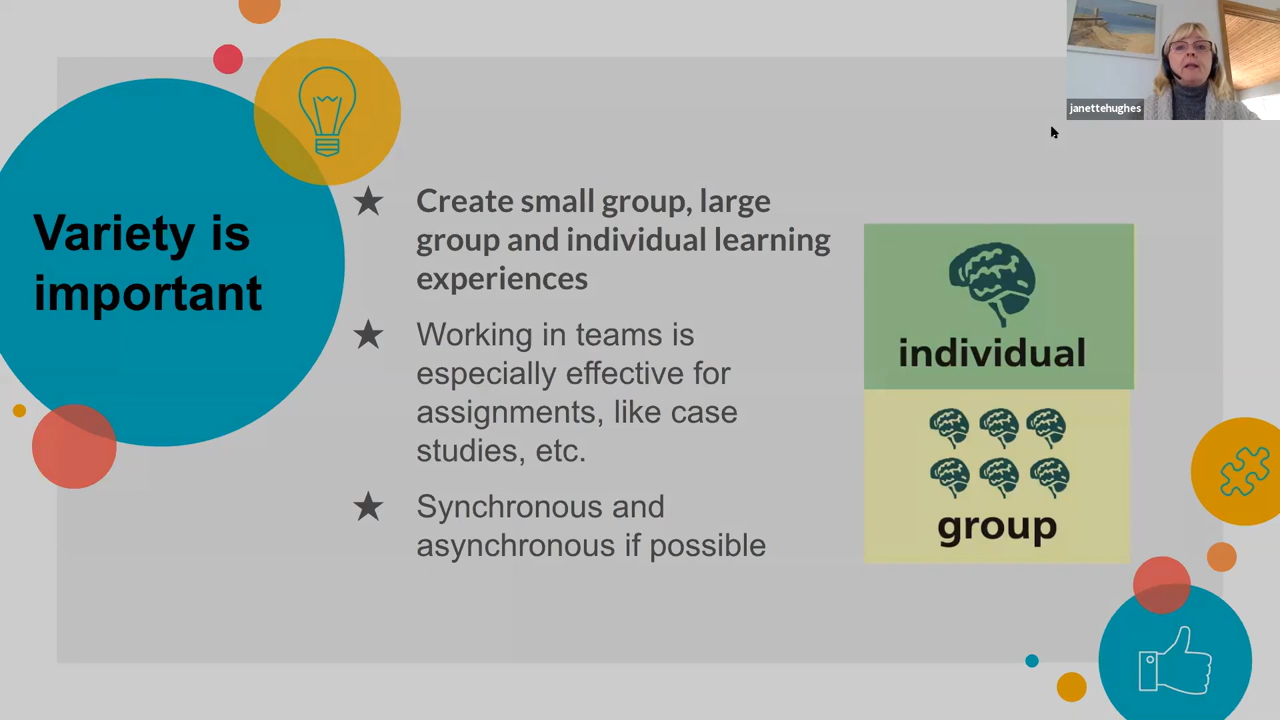 janettehughes
Variety is
important
Create small group, large
group and individual learning
experiences
Working in teams is
especially effective for
assignments, like case
studies, etc.
Synchronous and
asynchronous if possible
individual
group